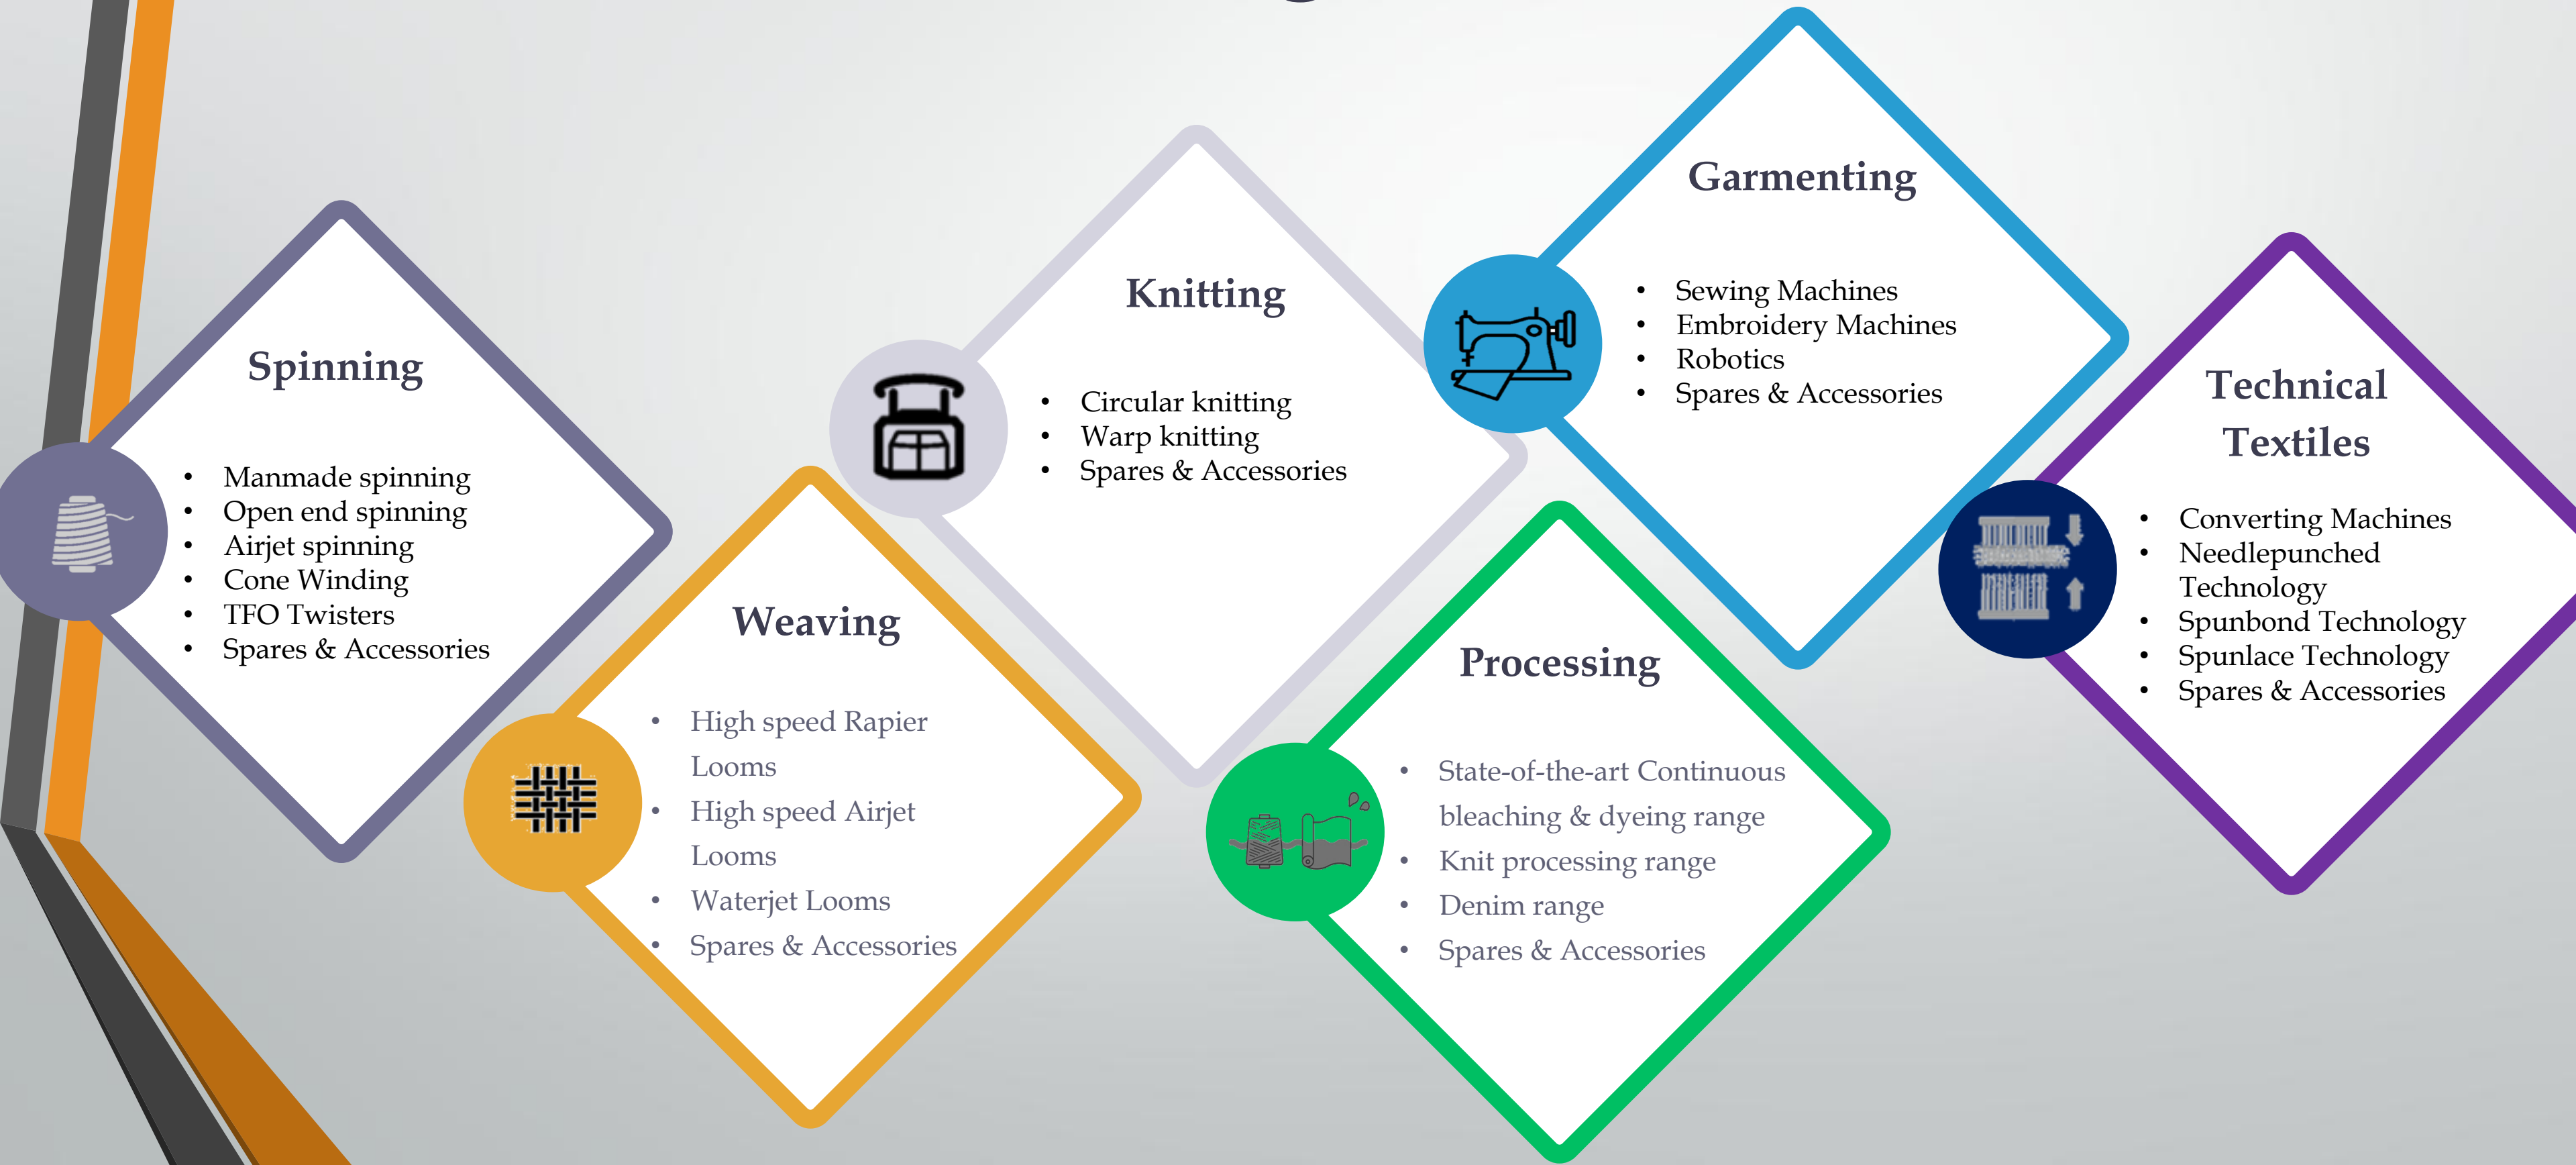 Spinning
• Manmade spinning
• Open end spinning
• Airjet spinning
• Cone Winding
• TFO Twisters
• Spares & Accessories
Weaving
• High speed Rapier
Looms
• High speed Airjet
Looms
• Waterjet Looms
• Spares & Accessories
Knitting
• Circular knitting
• Warp knitting
• Spares & Accessories
Processing
• State-of-the-art Continuous
bleaching & dyeing range
• Knit processing range
• Denim range
• Spares & Accessories
Garmenting
• Sewing Machines
• Embroidery Machines
• Robotics
• Spares & Accessories
Technical
Textiles
• Converting Machines
• Needlepunched
Technology
• Spunbond Technology
• Spunlace Technology
• Spares & Accessories